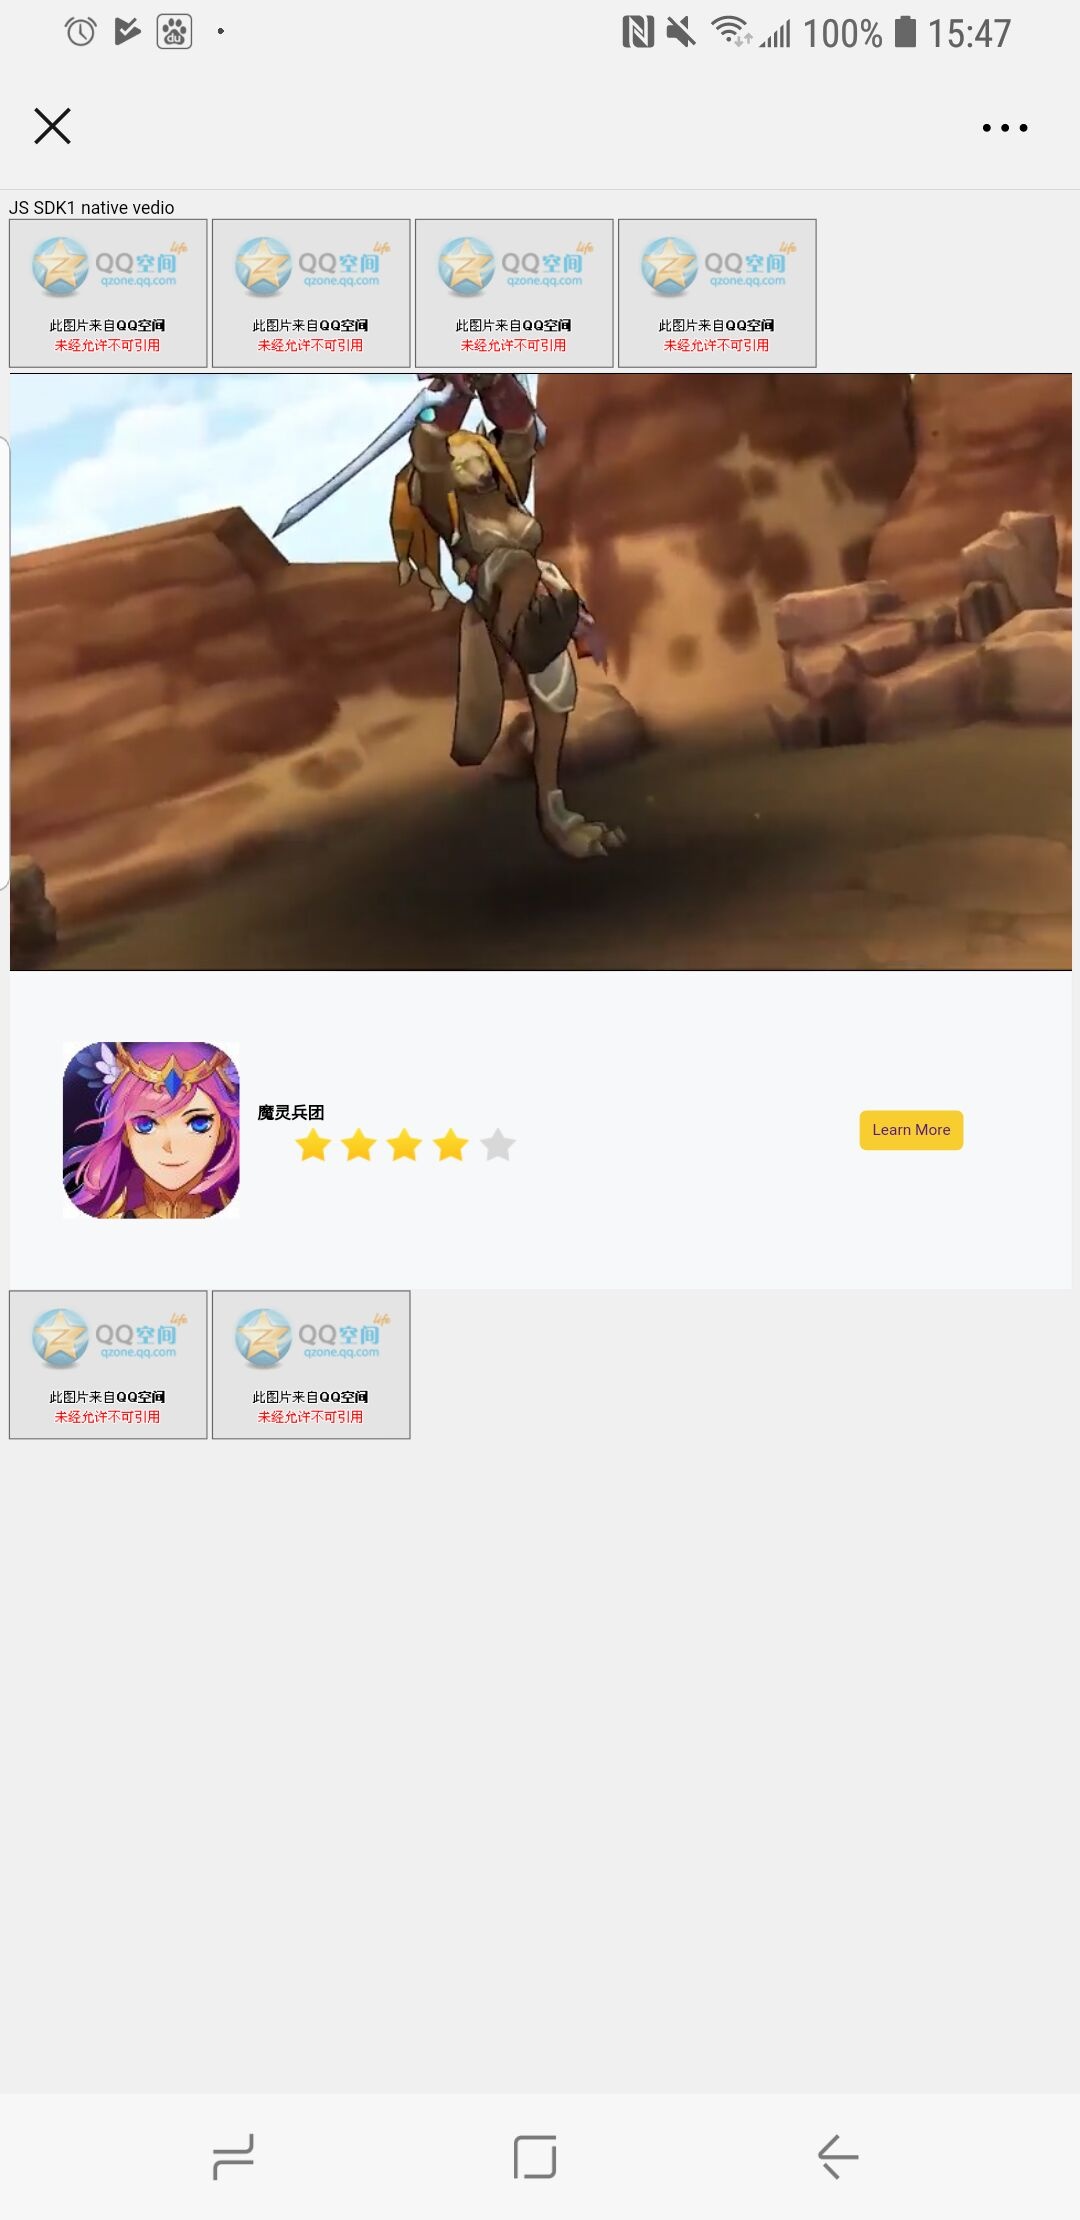 100% 15:47
JS SDK1 native vedio
life life life life
QQ空间 QQ空间 QQ空间 QQ空间
qzone.qq.com qzone.qq.com qzone.qq.com qzone.qq.com
此图片来自QQ空间 此图片来自QQ空间 此图片来自QQ空间 此图片来自QQ空间
未经允许不可引用 未经允许不可引用 未经允许不可引用 未经允许不可引用
魔灵兵团
Learn More
life life
QQ空间 QQ空间
qzone.qq.com qzone.qq.com
此图片来自QQ空间 此图片来自QQ空间
未经允许不可引用 未经允许不可引用